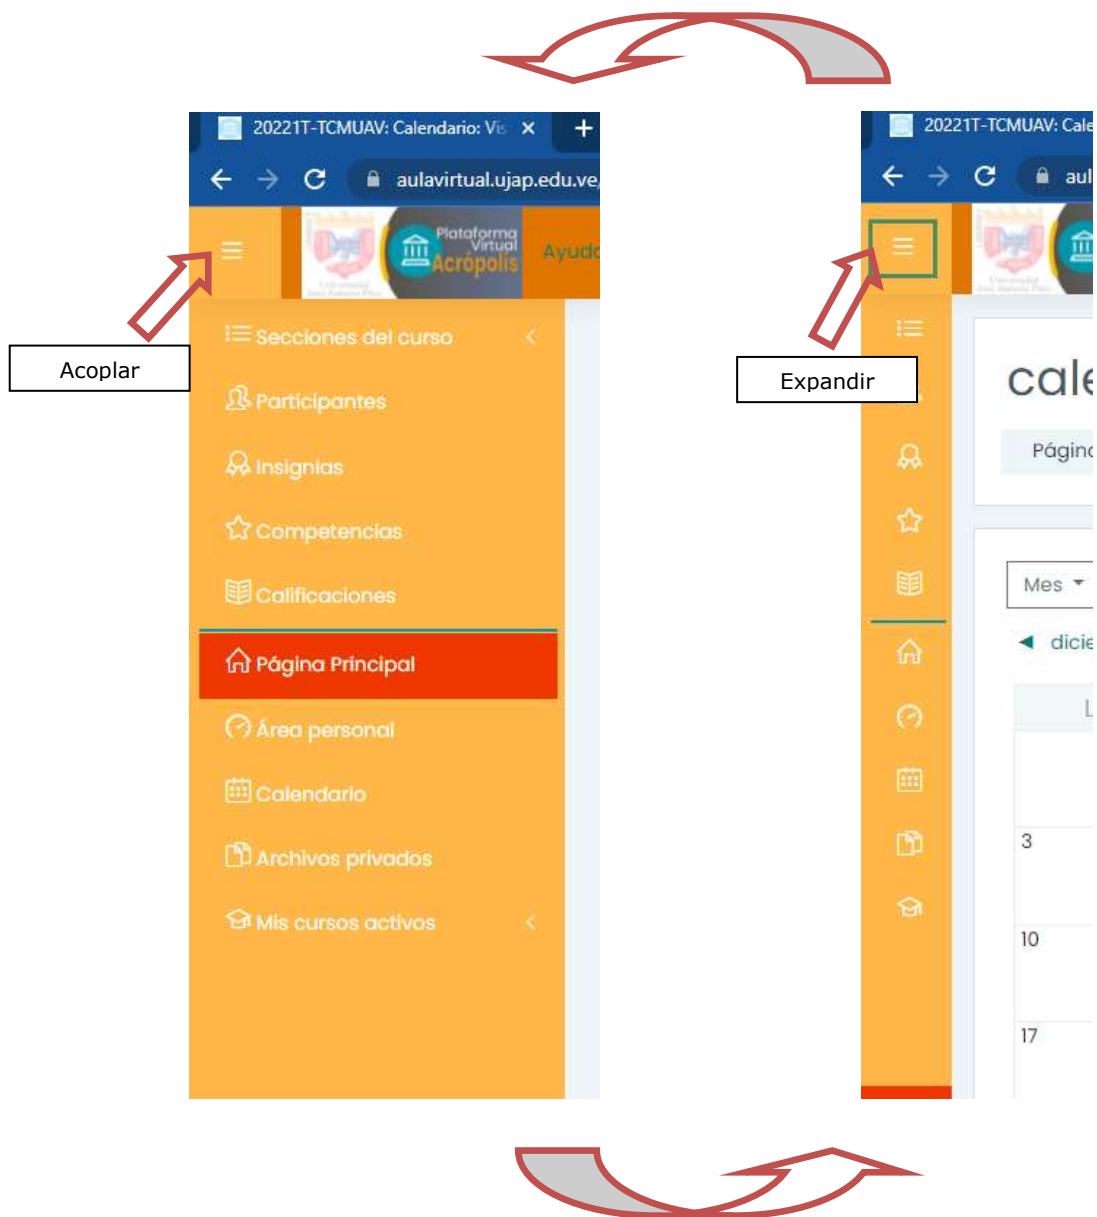 20221T-TCMUAV: Calendario: Vis
aulavirtual.ujap.edu.ve
Plataforma
Virtual
Acrópolis
Ayuda
Acoplar
Secciones del curso
Participantes
Insignias
Competencias
Calificaciones
Página Principal
Área personal
Calendario
Archivos privados
Mis cursos activos
20221T-TCMUAV: Cale
aul
Expandir
cale
Página
Mes
dicie
L
3
10
17